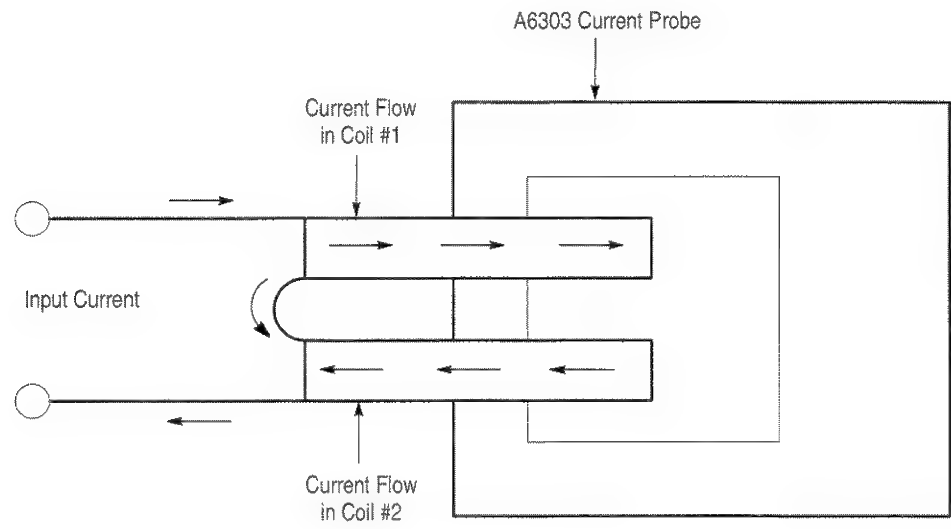 A6303 Current Probe
Current Flow
in Coil #1
Input Current
Current Flow
in Coil #2